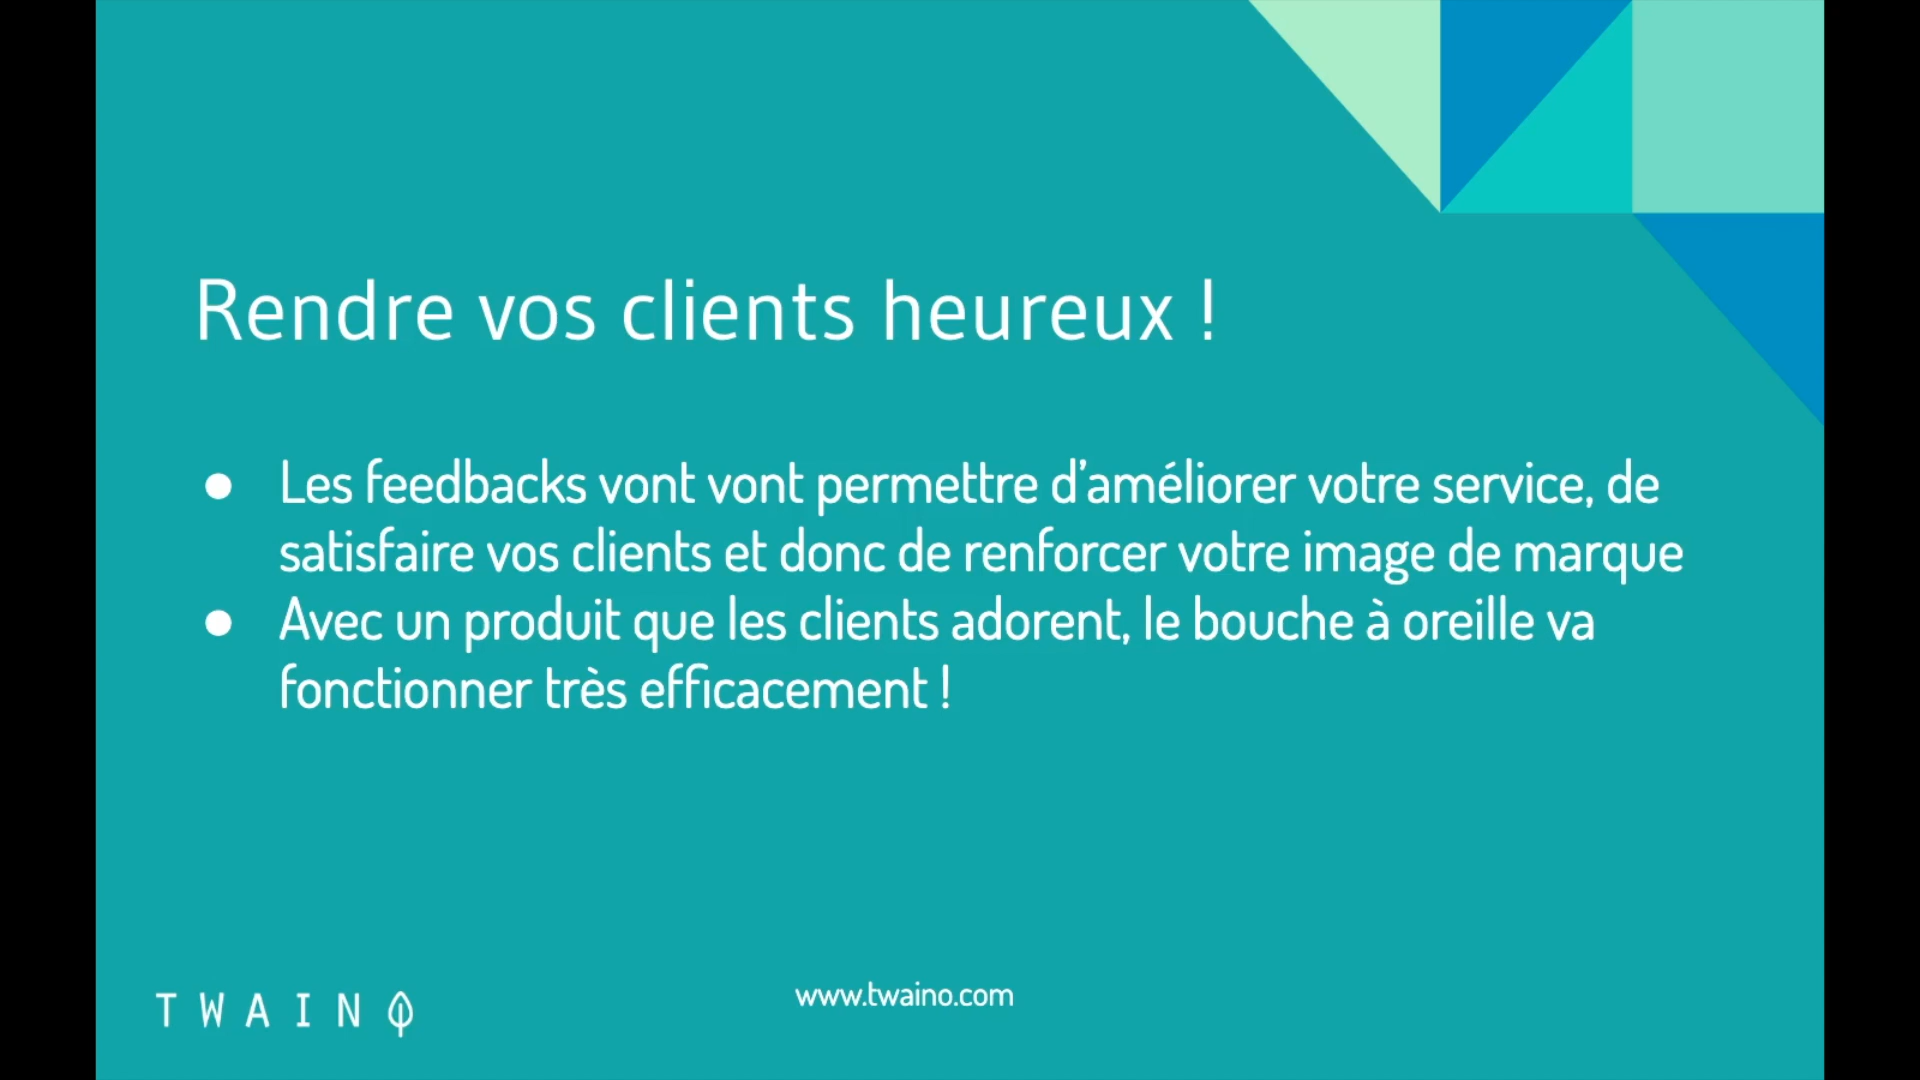 Rendre vos clients heureux !
● Les feedbacks vont vont permettre d’améliorer votre service, de
satisfaire vos clients et donc de renforcer votre image de marque
● Avec un produit que les clients adorent, le bouche à oreille va
fonctionner très efficacement !
TWAINO
www.twaino.com